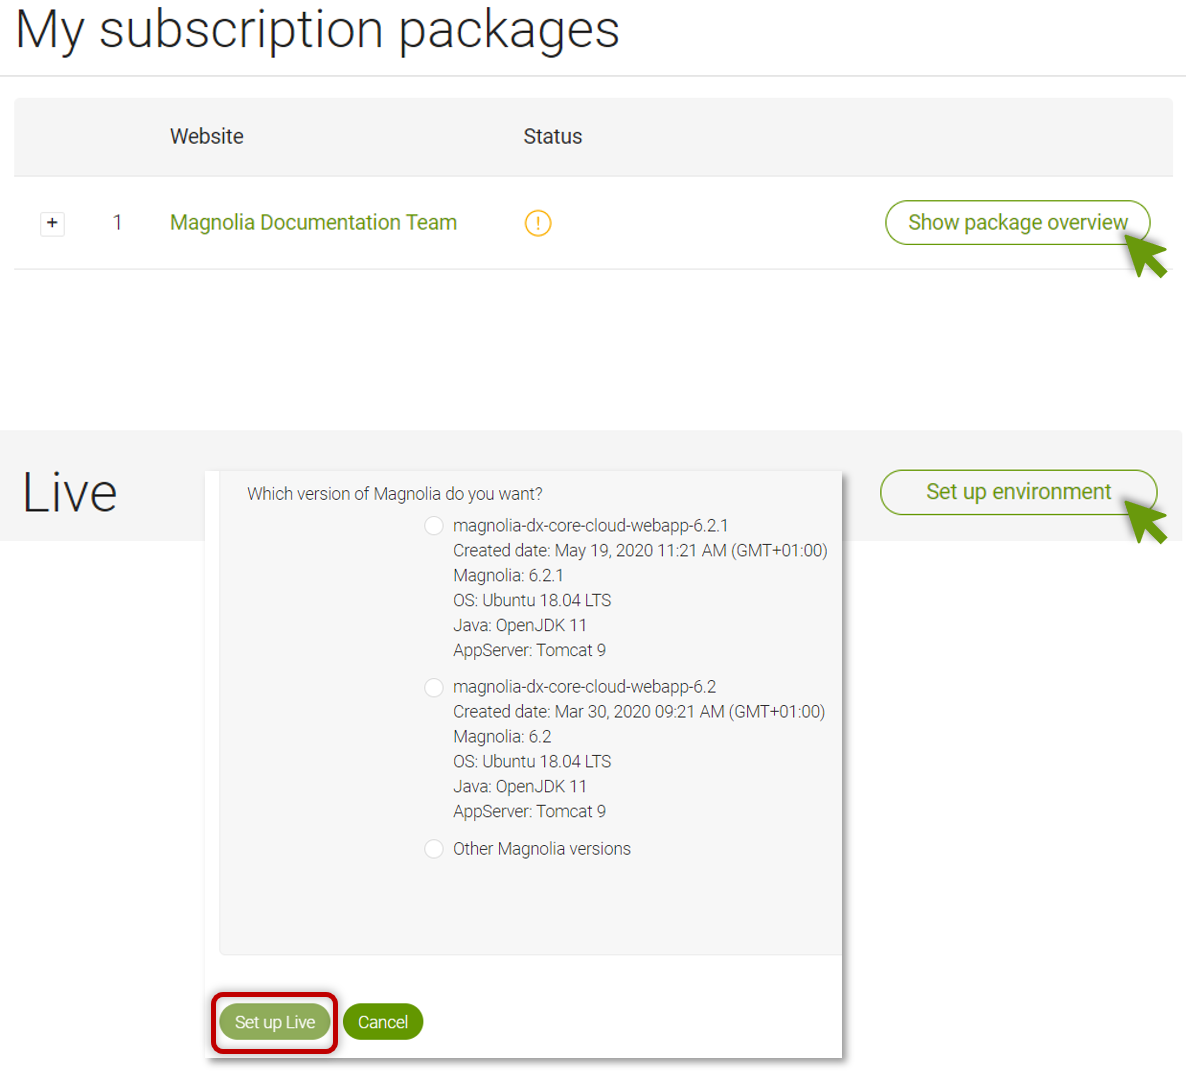 My subscription packages
Website Status
+ 1 Magnolia Documentation Team ! Show package overview
Live
Set up environment
Which version of Magnolia do you want?
magnolia-dx-core-cloud-webapp-6.2.1
Created date: May 19, 2020 11:21 AM (GMT+01:00)
Magnolia: 6.2.1
OS: Ubuntu 18.04 LTS
Java: OpenJDK 11
AppServer: Tomcat 9
magnolia-dx-core-cloud-webapp-6.2
Created date: Mar 30, 2020 09:21 AM (GMT+01:00)
Magnolia: 6.2
OS: Ubuntu 18.04 LTS
Java: OpenJDK 11
AppServer: Tomcat 9
Other Magnolia versions
Set up Live Cancel